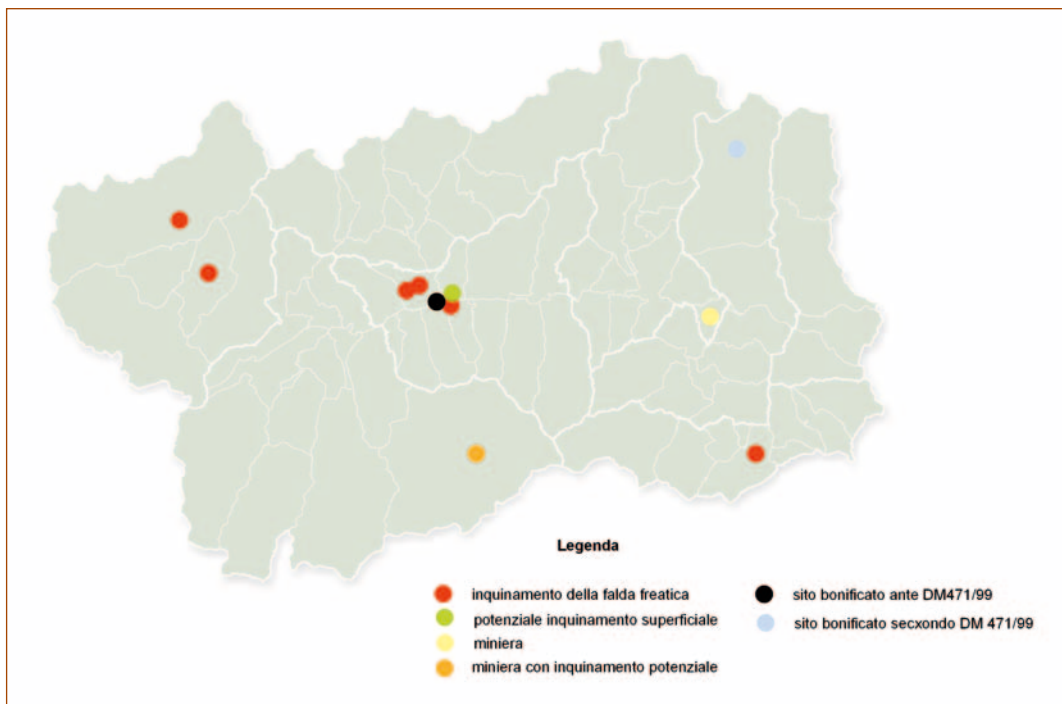 Legenda
inquinamento della falda freatica
potenziale inquinamento superficiale
miniera
miniera con inquinamento potenziale
sito bonificato ante DM471/99
sito bonificato secxondo DM 471/99